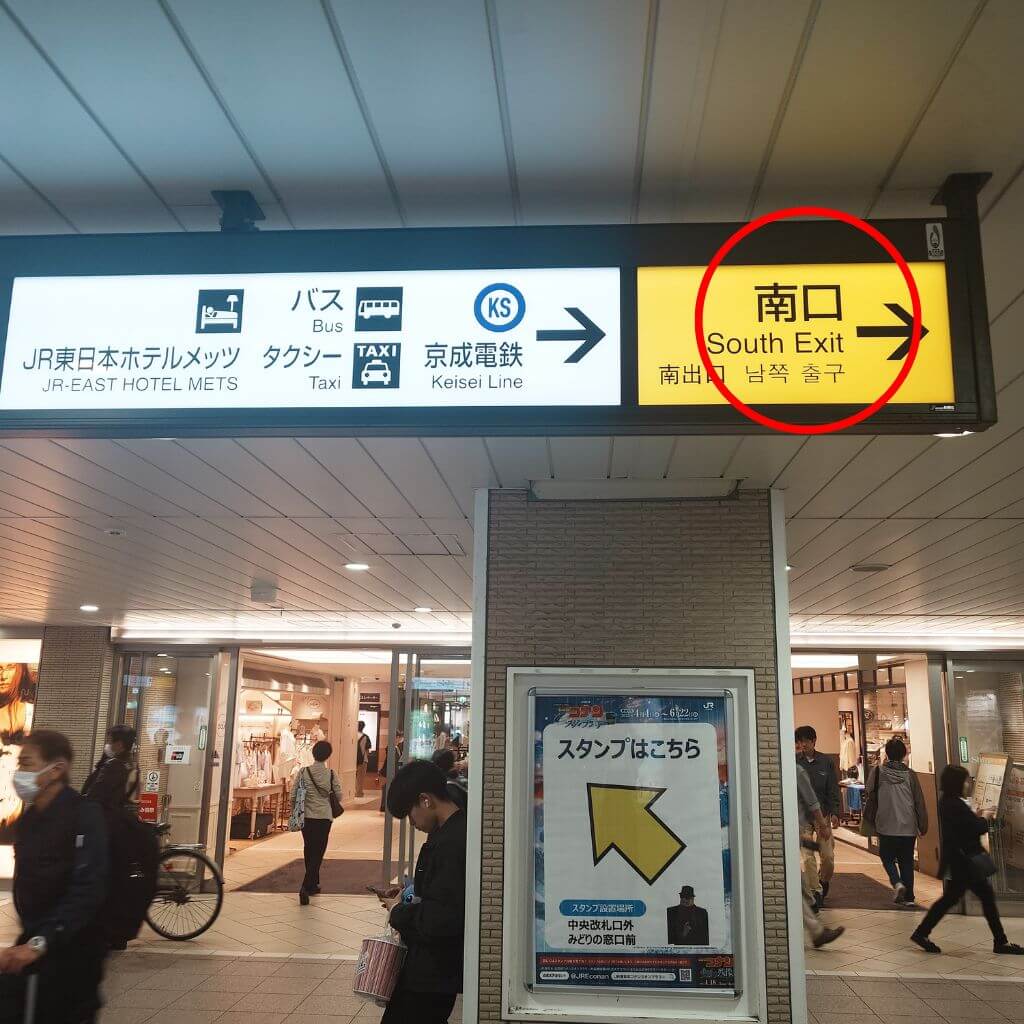 JR東日本ホテルメッツ
JR-EAST HOTEL METS
バス
Bus
タクシー
Taxi
TAXI
KS
京成電鉄
Keisei Line
南口
South Exit
南出口 남쪽 출구
JR
スタンプはこちら
スタンプ設置場所
中央改札口外
みどりの窓口前
@JREconan